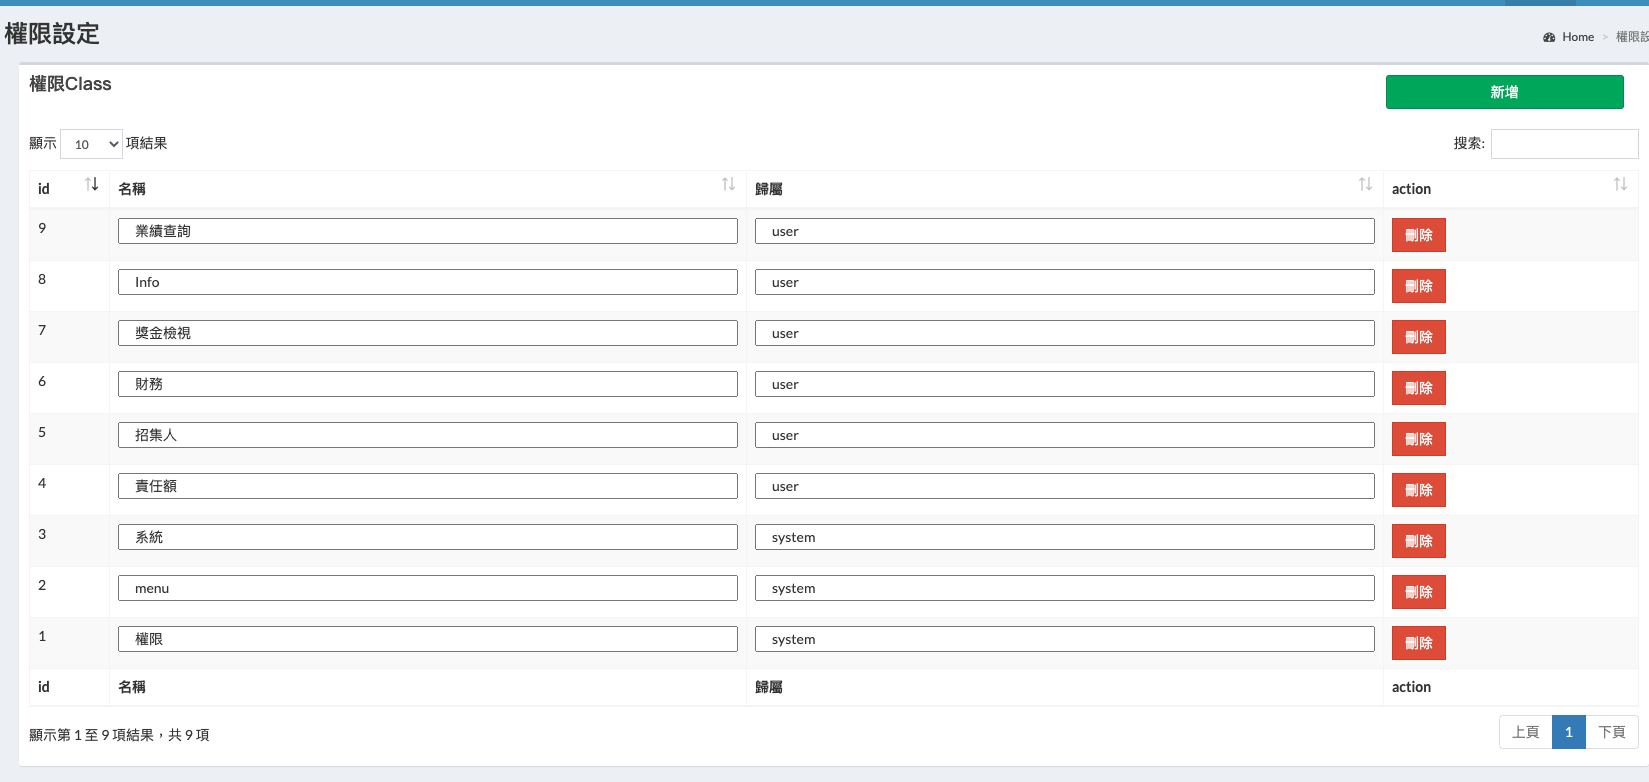 權限設定
Home > 權限設
權限Class
新增
顯示 10 項結果
搜索:
id 名稱 歸屬 action
9 業績查詢 user 刪除
8 Info user 刪除
7 獎金檢視 user 刪除
6 財務 user 刪除
5 招集人 user 刪除
4 責任額 user 刪除
3 系統 system 刪除
2 menu system 刪除
1 權限 system 刪除
id 名稱 歸屬 action
顯示第 1 至 9 項結果，共 9 項
上頁 1 下頁